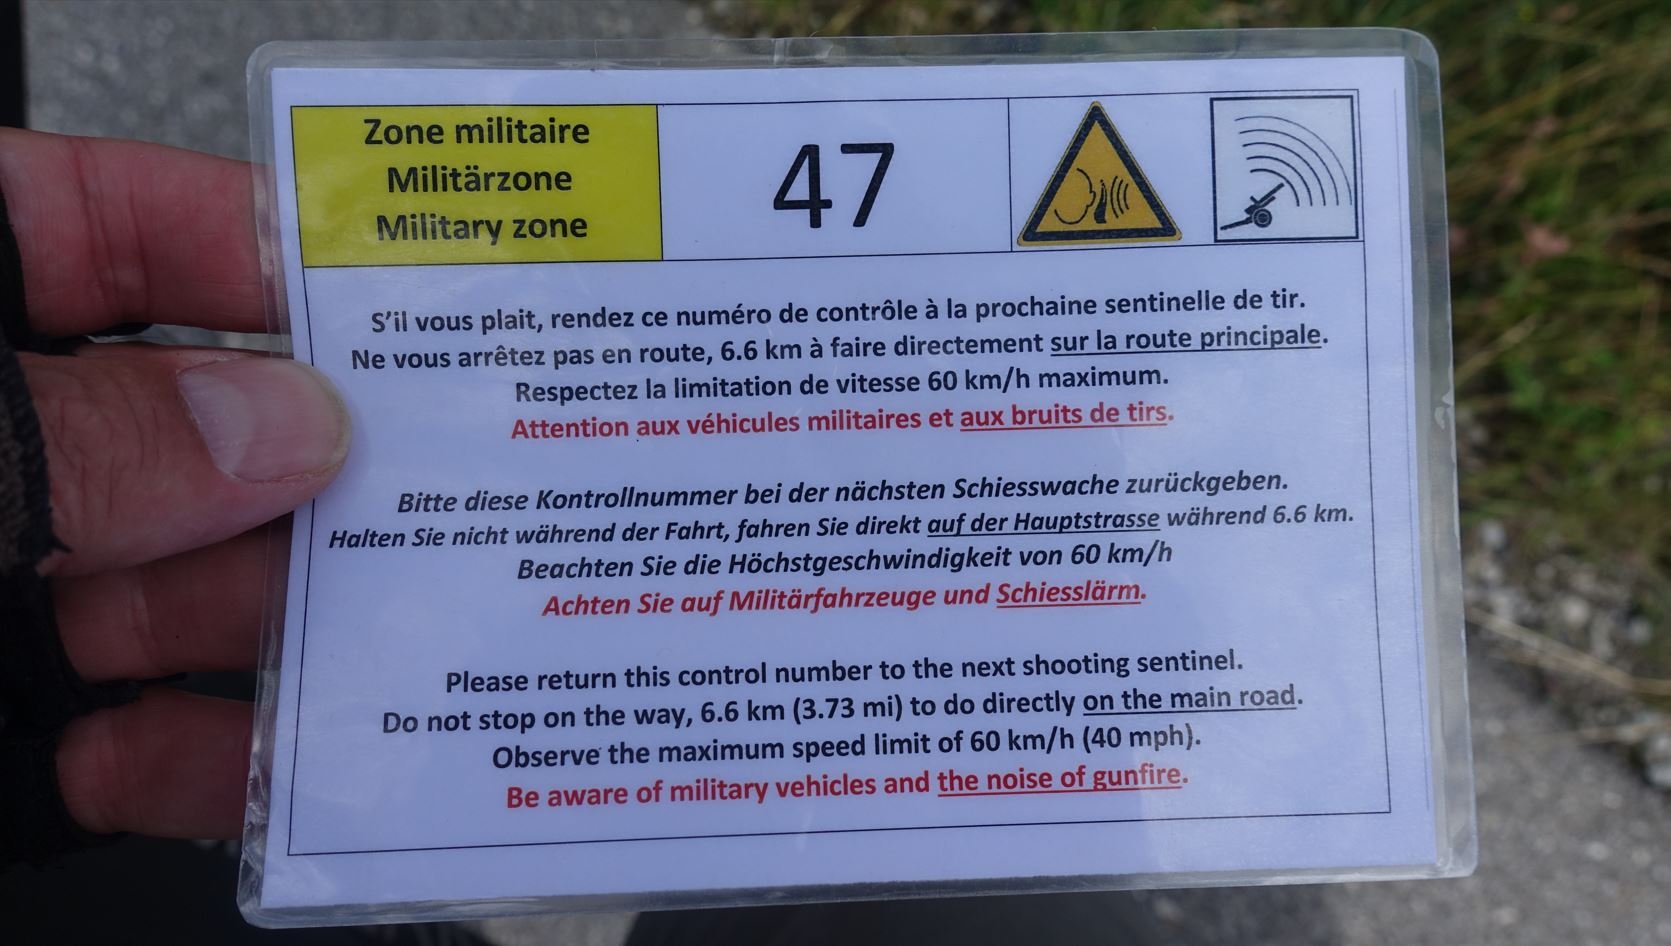 Zone militaire
Militärzone
Military zone
47
S'il vous plait, rendez ce numéro de contrôle à la prochaine sentinelle de tir.
Ne vous arrêtez pas en route, 6.6 km à faire directement sur la route principale.
Respectez la limitation de vitesse 60 km/h maximum.
Attention aux véhicules militaires et aux bruits de tirs.
Bitte diese Kontrollnummer bei der nächsten Schiesswache zurückgeben.
Halten Sie nicht während der Fahrt, fahren Sie direkt auf der Hauptstrasse während 6.6 km.
Beachten Sie die Höchstgeschwindigkeit von 60 km/h
Achten Sie auf Militärfahrzeuge und Schiesslärm.
Please return this control number to the next shooting sentinel.
Do not stop on the way, 6.6 km (3.73 mi) to do directly on the main road.
Observe the maximum speed limit of 60 km/h (40 mph).
Be aware of military vehicles and the noise of gunfire.